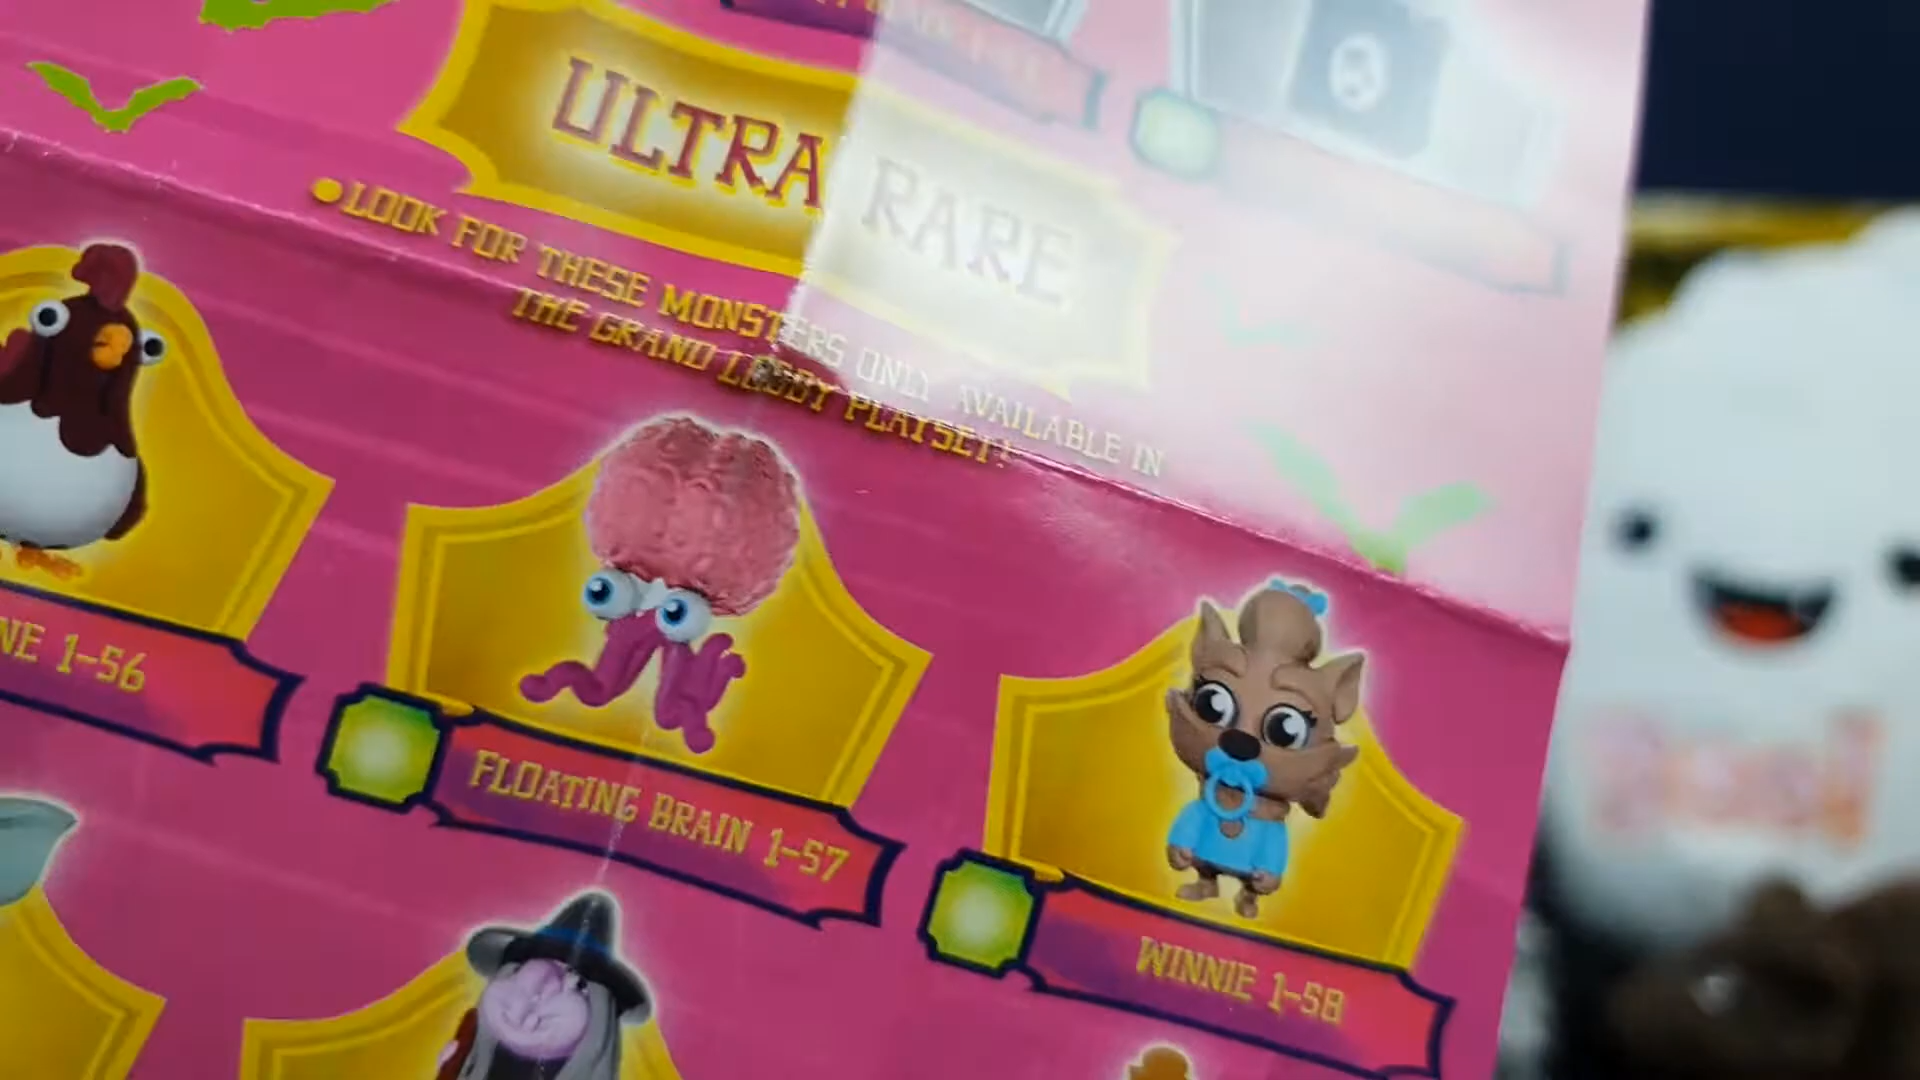 ULTRA RARE
●LOOK FOR THESE MONSTERS ONLY AVAILABLE IN
THE GRAND LOBBY PLAYSET!
NE 1-56
FLOATING BRAIN 1-57
WINNIE 1-58